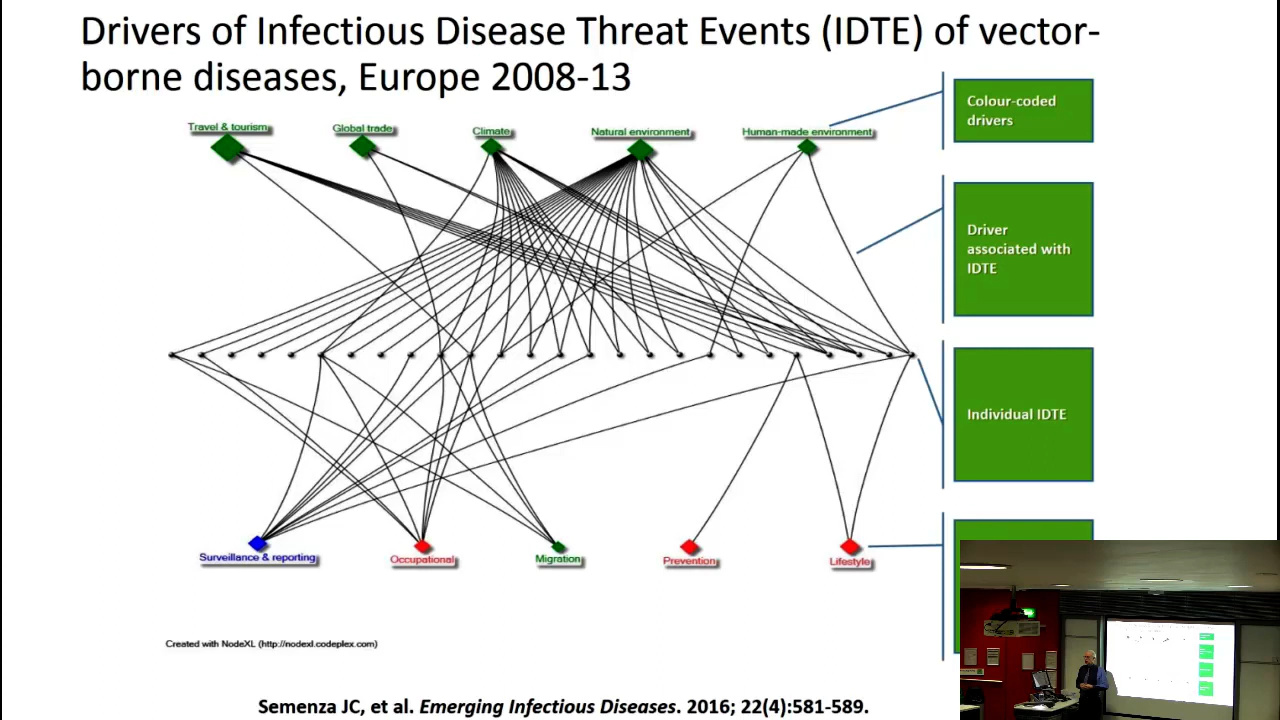 Drivers of Infectious Disease Threat Events (IDTE) of vector-
borne diseases, Europe 2008-13
Travel & tourism
Global trade
Climate
Natural environment
Human-made environment
Colour-coded
drivers
Driver
associated with
IDTE
Individual IDTE
Surveillance & reporting
Occupational
Migration
Prevention
Lifestyle
Created with NodeXL (http://nodexl.codeplex.com)
Semenza JC, et al. Emerging Infectious Diseases. 2016; 22(4):581-589.